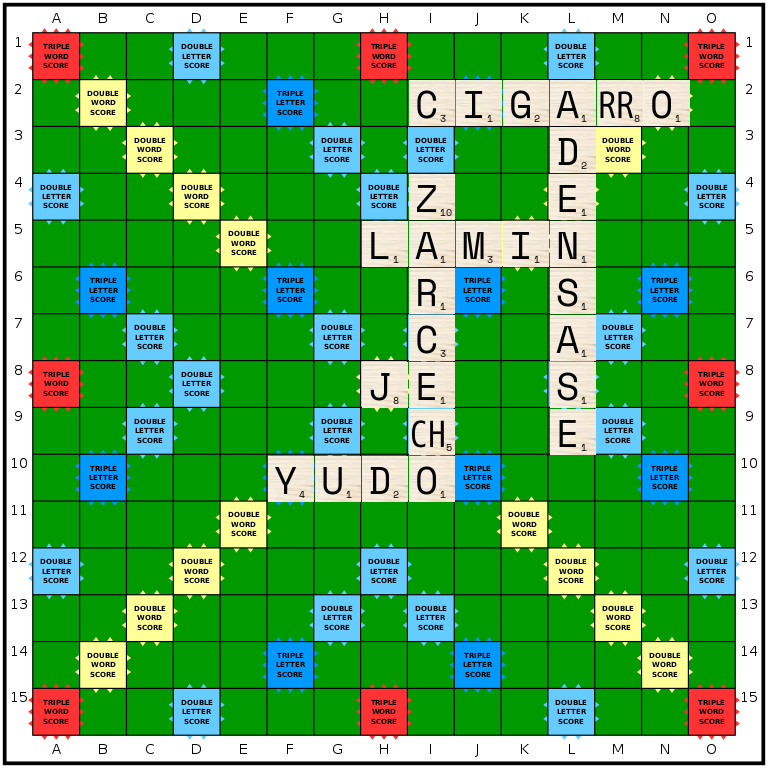 A B C D E F G H I J K L M N O
1 TRIPLE DOUBLE TRIPLE DOUBLE TRIPLE 1
WORD LETTER WORD LETTER WORD
SCORE SCORE SCORE SCORE SCORE
2 DOUBLE TRIPLE 2
WORD LETTER C3 I1 G2 A1 RR8 O1
SCORE SCORE
3 DOUBLE DOUBLE DOUBLE DOUBLE 3
WORD LETTER LETTER D2 WORD
SCORE SCORE SCORE SCORE
4 DOUBLE DOUBLE DOUBLE DOUBLE 4
LETTER WORD LETTER Z10 E1 LETTER
SCORE SCORE SCORE SCORE
5 DOUBLE 5
WORD L1 A1 M3 I1 N1
SCORE
6 TRIPLE TRIPLE TRIPLE TRIPLE 6
LETTER LETTER R1 LETTER S1 LETTER
SCORE SCORE SCORE SCORE
7 DOUBLE DOUBLE DOUBLE 7
LETTER LETTER C3 A1 LETTER
SCORE SCORE SCORE
8 TRIPLE DOUBLE TRIPLE 8
WORD LETTER J8 E1 S1 WORD
SCORE SCORE SCORE
9 DOUBLE DOUBLE DOUBLE 9
LETTER LETTER CH5 E1 LETTER
SCORE SCORE SCORE
10 TRIPLE TRIPLE TRIPLE 10
LETTER Y4 U1 D2 O1 LETTER LETTER
SCORE SCORE SCORE
11 DOUBLE DOUBLE 11
WORD WORD
SCORE SCORE
12 DOUBLE DOUBLE DOUBLE DOUBLE DOUBLE 12
LETTER WORD LETTER WORD LETTER
SCORE SCORE SCORE SCORE SCORE
13 DOUBLE DOUBLE DOUBLE DOUBLE 13
WORD LETTER LETTER WORD
SCORE SCORE SCORE SCORE
14 DOUBLE TRIPLE TRIPLE DOUBLE 14
WORD LETTER LETTER WORD
SCORE SCORE SCORE SCORE
15 TRIPLE DOUBLE TRIPLE DOUBLE TRIPLE 15
WORD LETTER WORD LETTER WORD
SCORE SCORE SCORE SCORE SCORE
A B C D E F G H I J K L M N O